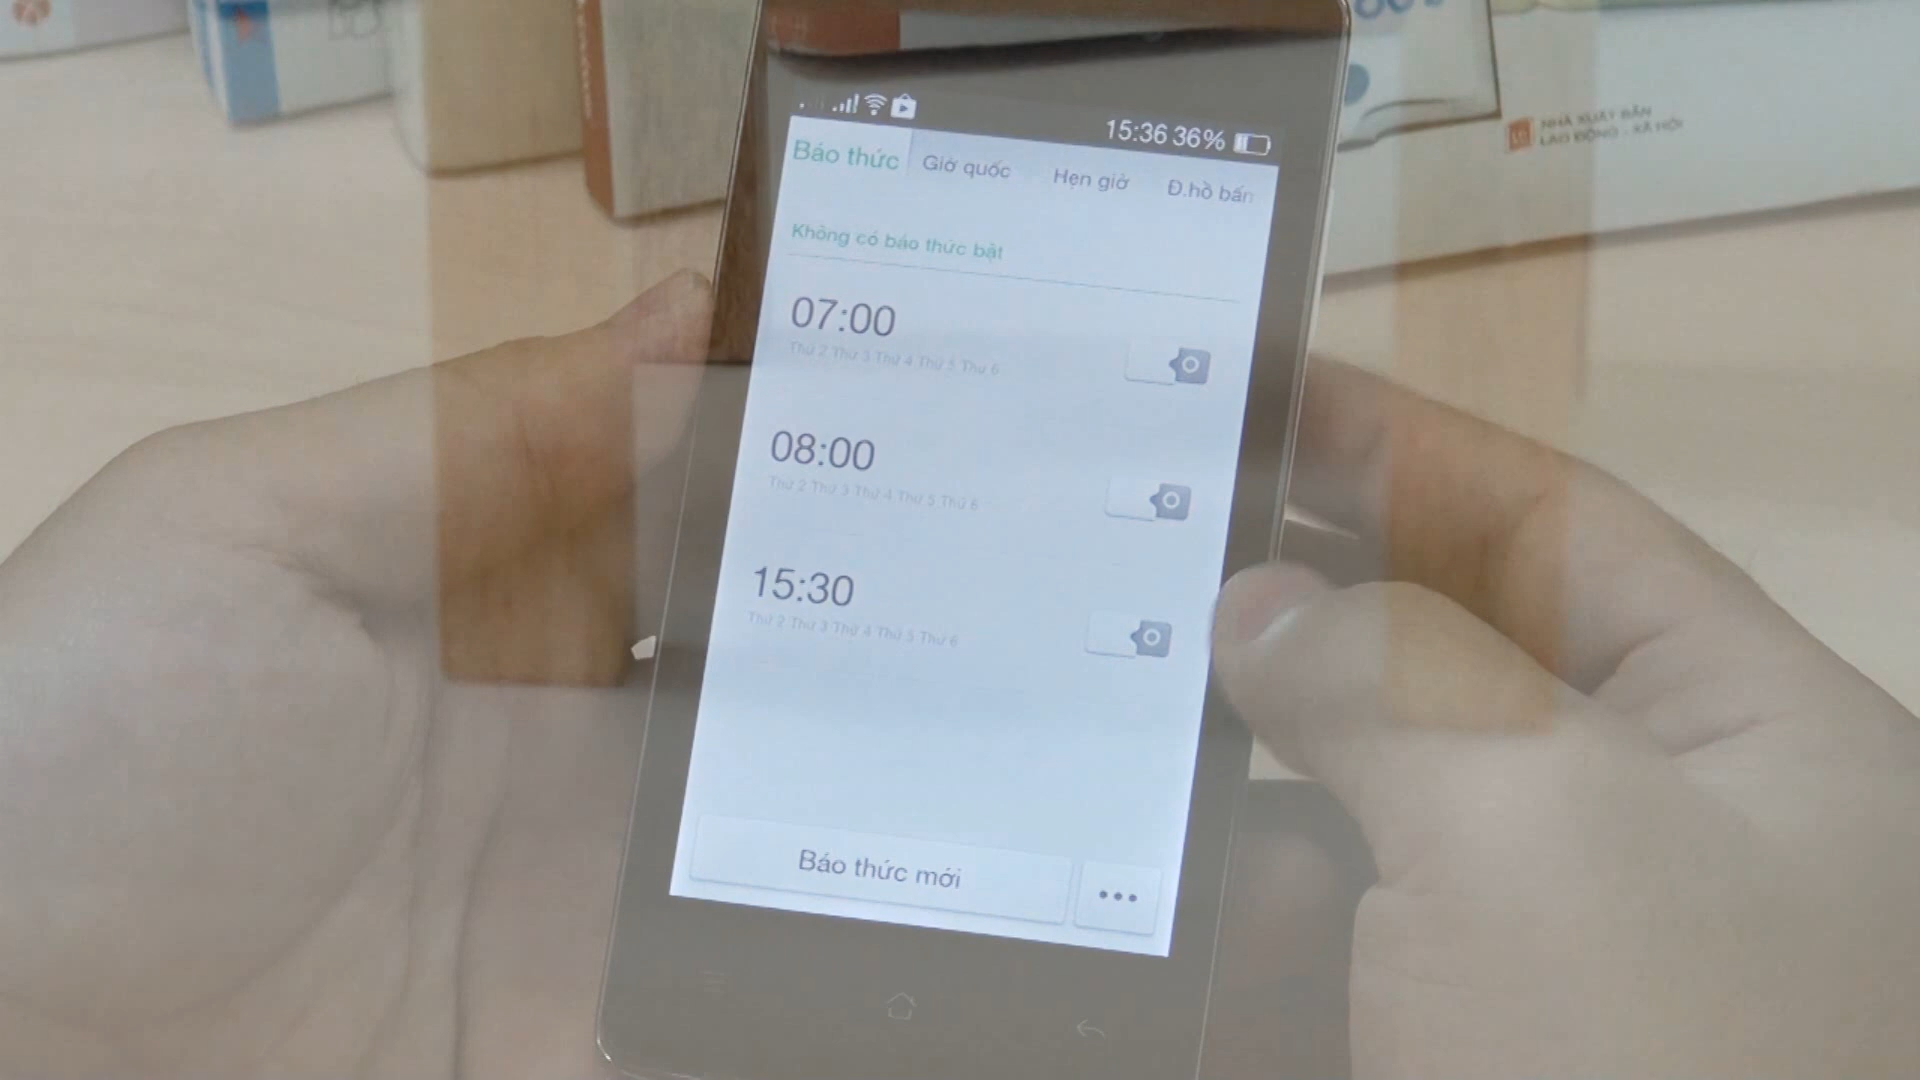 15:36 36%
Báo thức Giờ quốc Hẹn giờ Đ.hồ bấn
Không có báo thức bật
07:00
Thứ 2 Thứ 3 Thứ 4 Thứ 5 Thứ 6
08:00
Thứ 2 Thứ 3 Thứ 4 Thứ 5 Thứ 6
15:30
Thứ 2 Thứ 3 Thứ 4 Thứ 5 Thứ 6
Báo thức mới
NHÀ XUẤT BẢN
LAO ĐỘNG - XÃ HỘI